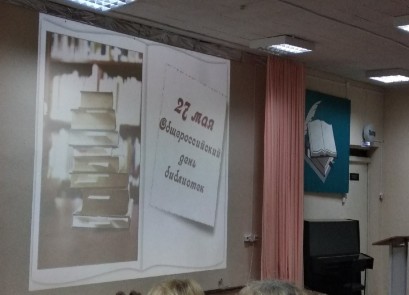 27 мая
Общероссийский
день
библиотек